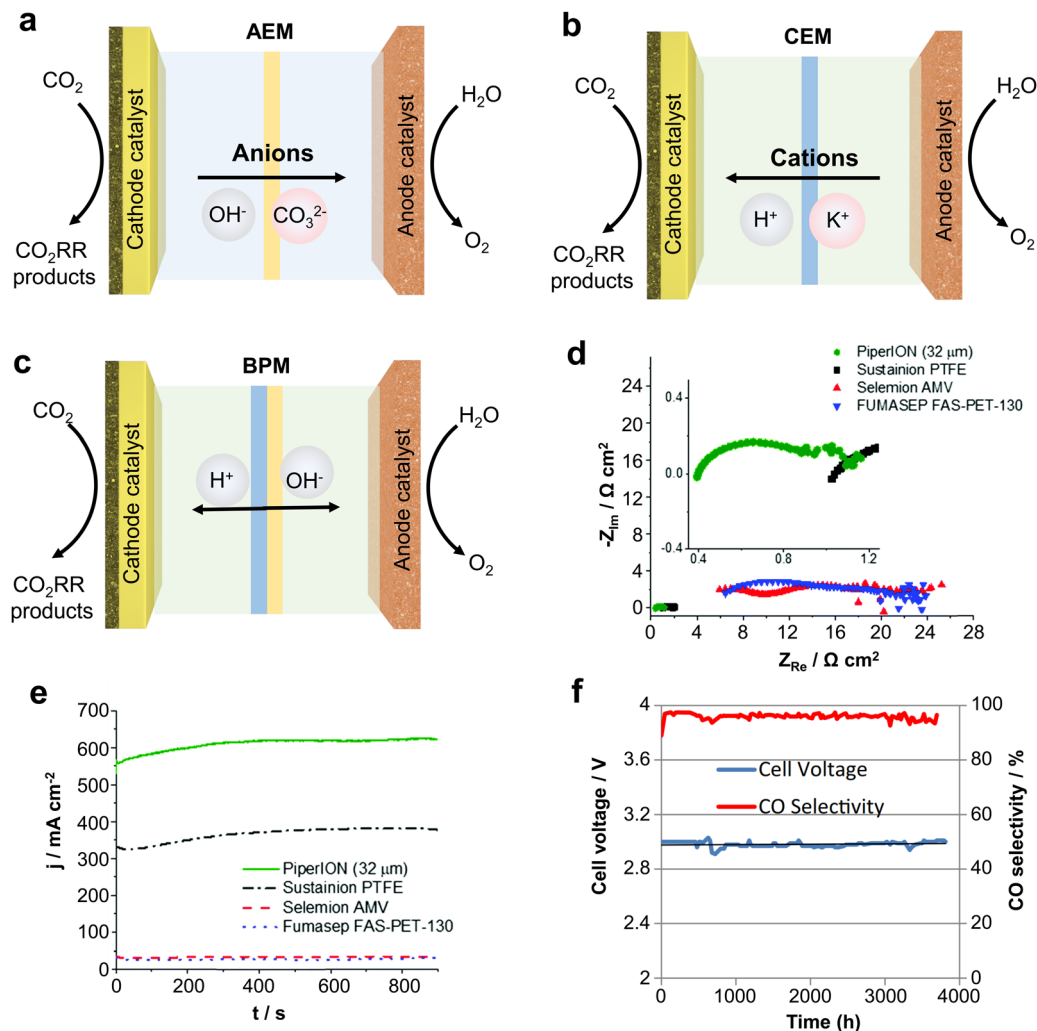 a
AEM
CO₂
Cathode catalyst
CO₂RR
products
Anions
OH⁻
CO₃²⁻
Anode catalyst
H₂O
O₂
b
CEM
CO₂
Cathode catalyst
CO₂RR
products
Cations
H⁺
K⁺
Anode catalyst
H₂O
O₂
c
BPM
CO₂
Cathode catalyst
CO₂RR
products
H⁺
OH⁻
Anode catalyst
H₂O
O₂
d
PiperION (32 μm)
Sustainion PTFE
Selemion AMV
FUMASEP FAS-PET-130
-Z_Im / Ω cm²
24
20
16
12
8
4
0
0.4
0.0
-0.4
0.4
0.8
1.2
0
4
8
12
16
20
24
28
Z_Re / Ω cm²
e
j / mA cm⁻²
700
600
500
400
300
200
100
50
0
PiperION (32 μm)
Sustainion PTFE
Selemion AMV
Fumasep FAS-PET-130
0
200
400
600
800
t / s
f
Cell voltage / V
4
3.6
3.2
2.8
2.4
2
Cell Voltage
CO Selectivity
100
80
60
40
20
0
CO selectivity / %
0
1000
2000
3000
4000
Time (h)